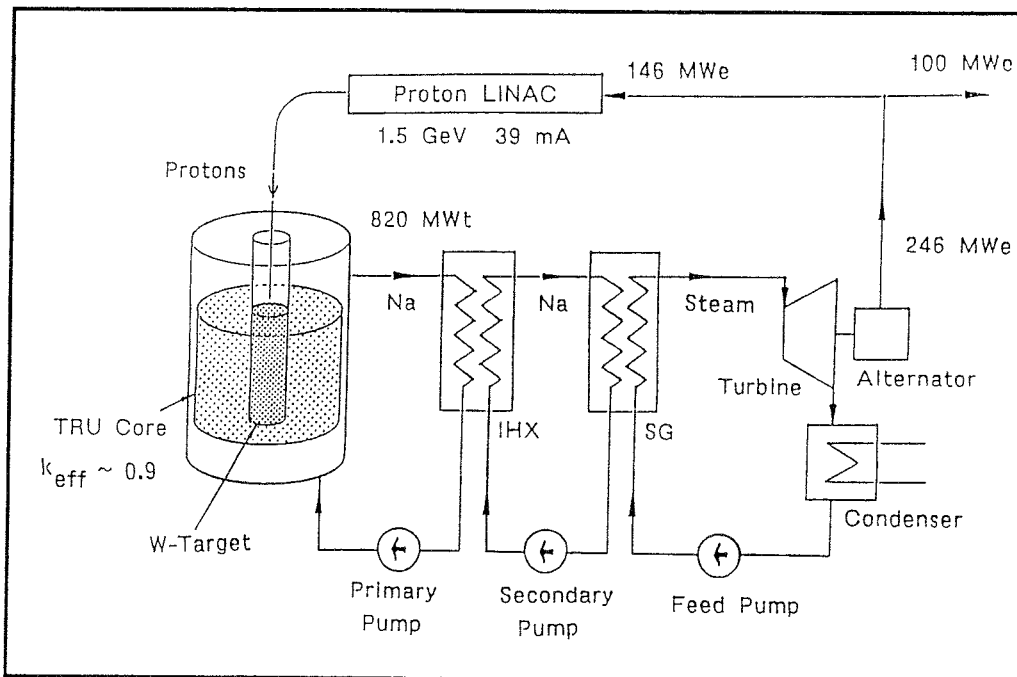 146 MWe
100 MWe
Proton LINAC
1.5 GeV 39 mA
Protons
820 MWt
246 MWe
Na
Na
Steam
Turbine
Alternator
TRU Core
IHX
SG
keff ~ 0.9
Condenser
W-Target
Primary
Pump
Secondary
Pump
Feed Pump